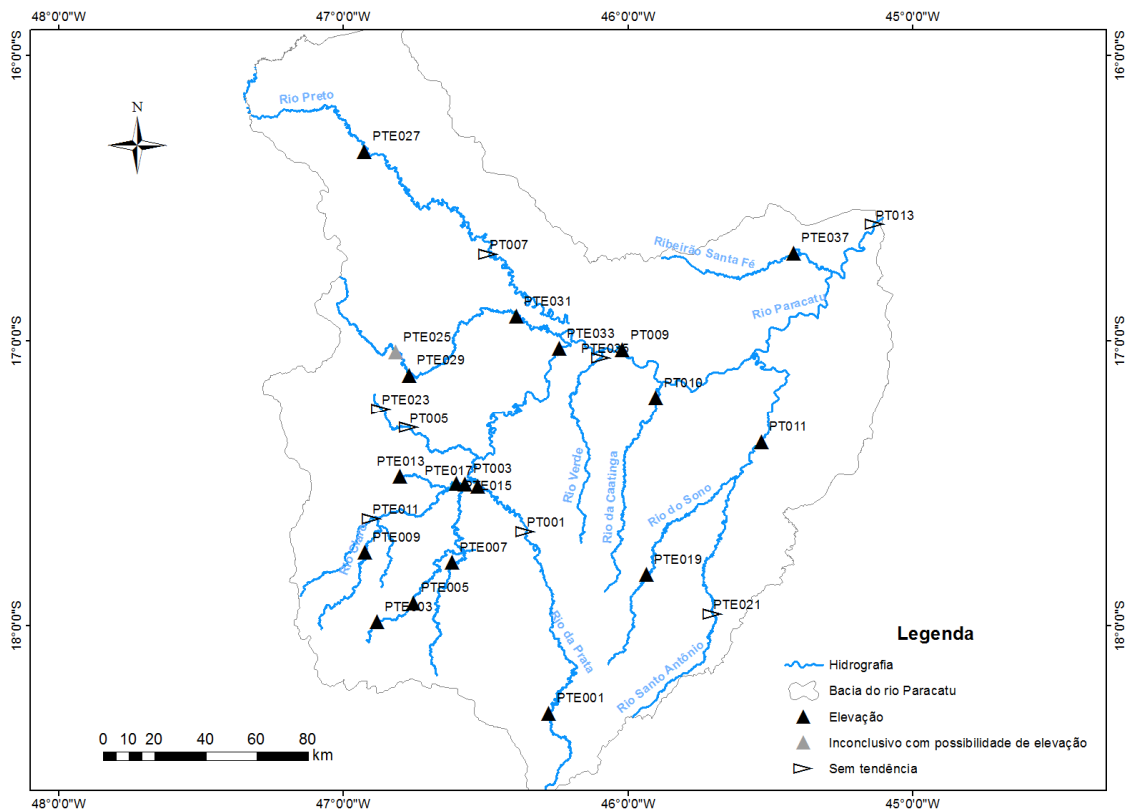 48°0'0"W 47°0'0"W 46°0'0"W 45°0'0"W
16°0'0"S
16°0'0"S
N
Rio Preto
PTE027
PT007
PT013
PTE037
Ribeirão Santa Fé
Rio Paracatu
PTE031
PTE033
PT009
17°0'0"S
17°0'0"S
PTE025
PTE029
PTE023
PT005
PT010
PT011
PTE013
PTE017
PT003
PTE015
Rio Verde
Rio da Caatinga
Rio do Sono
PTE011
PT001
PTE009
PTE007
PTE019
PTE005
PTE021
18°0'0"S
18°0'0"S
Rio da Prata
Rio Santo Antônio
PTE001
Legenda
Hidrografia
Bacia do rio Paracatu
Elevação
Inconclusivo com possibilidade de elevação
Sem tendência
0 10 20 40 60 80
km
48°0'0"W 47°0'0"W 46°0'0"W 45°0'0"W